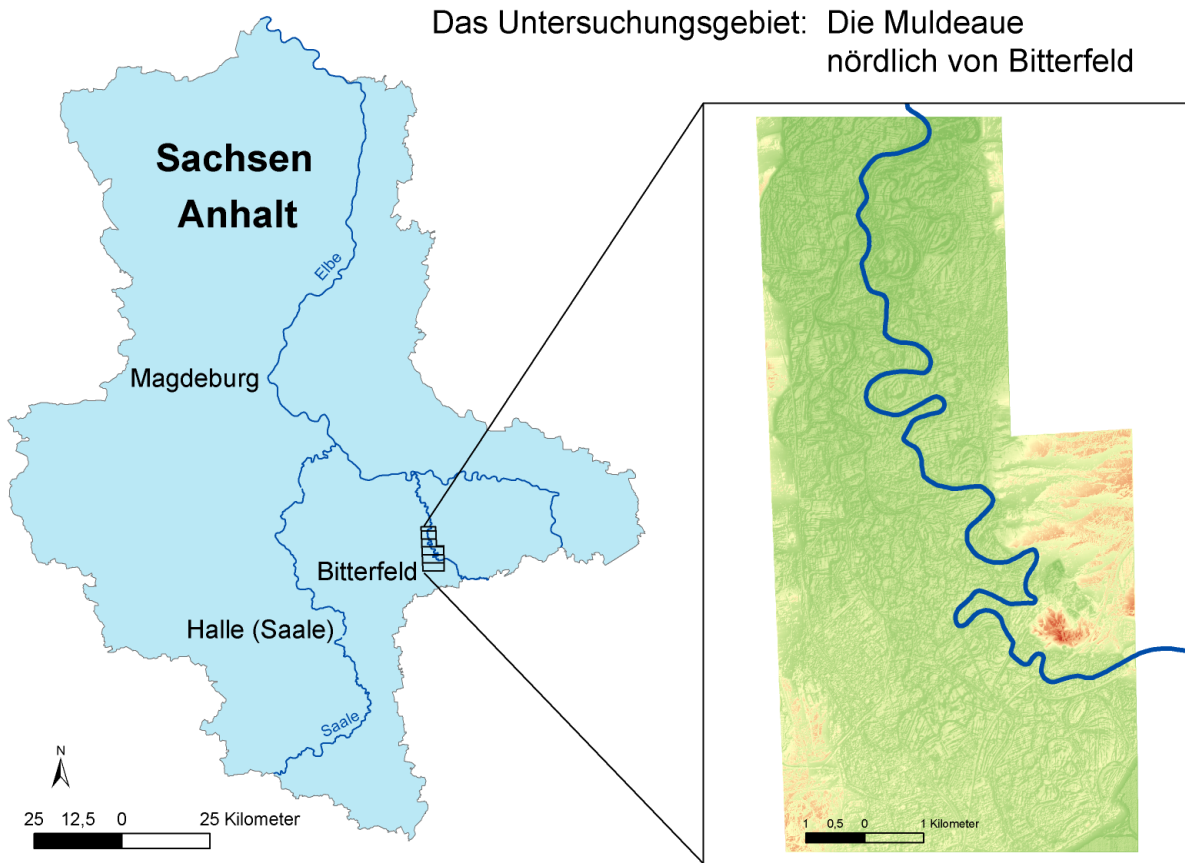 Das Untersuchungsgebiet: Die Muldeaue
nördlich von Bitterfeld
Sachsen
Anhalt
Elbe
Magdeburg
Bitterfeld
Halle (Saale)
Saale
N
25 12,5 0 25 Kilometer
1 0,5 0 1 Kilometer